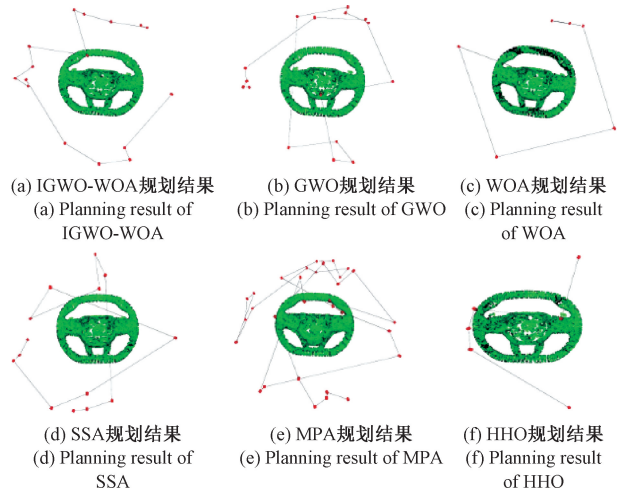 (a) IGWO-WOA规划结果
(a) Planning result of
IGWO-WOA
(b) GWO规划结果
(b) Planning result of GWO
(c) WOA规划结果
(c) Planning result
of WOA
(d) SSA规划结果
(d) Planning result of
SSA
(e) MPA规划结果
(e) Planning result of MPA
(f) HHO规划结果
(f) Planning result
of HHO